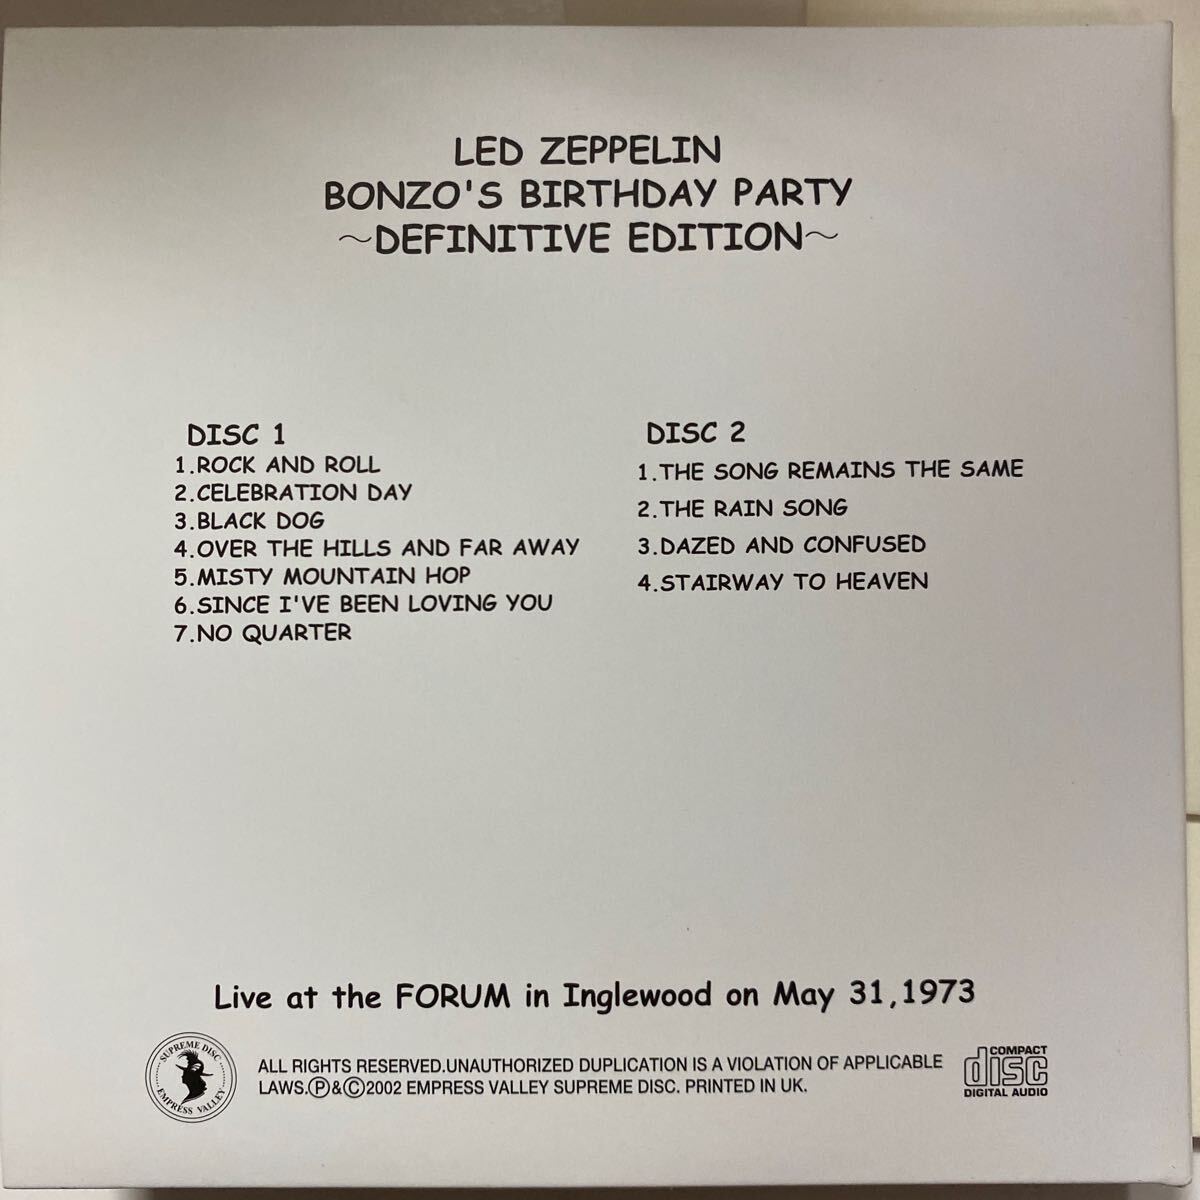 LED ZEPPELIN
BONZO'S BIRTHDAY PARTY
～DEFINITIVE EDITION～
DISC 1
1.ROCK AND ROLL
2.CELEBRATION DAY
3.BLACK DOG
4.OVER THE HILLS AND FAR AWAY
5.MISTY MOUNTAIN HOP
6.SINCE I'VE BEEN LOVING YOU
7.NO QUARTER
DISC 2
1.THE SONG REMAINS THE SAME
2.THE RAIN SONG
3.DAZED AND CONFUSED
4.STAIRWAY TO HEAVEN
Live at the FORUM in Inglewood on May 31,1973
SUPREME DISC
EMPRESS VALLEY
ALL RIGHTS RESERVED.UNAUTHORIZED DUPLICATION IS A VIOLATION OF APPLICABLE
LAWS.Ⓟ&Ⓒ2002 EMPRESS VALLEY SUPREME DISC. PRINTED IN UK.
COMPACT
disc
DIGITAL AUDIO